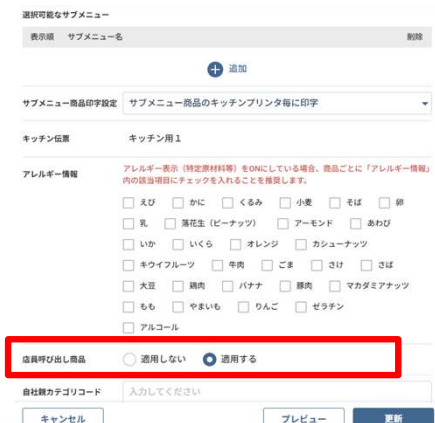 選択可能なサブメニュー
表示順 サブメニュー名 削除
追加
サブメニュー商品印字設定 サブメニュー商品のキッチンプリンタ毎に印字
キッチン伝票 キッチン用1
アレルギー情報 アレルギー表示（特定原材料等）をONにしている場合、商品ごとに「アレルギー情報」
内の該当項目にチェックを入れることを推奨します。
えび かに くるみ 小麦 そば 卵
乳 落花生（ピーナッツ） アーモンド あわび
いか いくら オレンジ カシューナッツ
キウイフルーツ 牛肉 ごま さけ さば
大豆 鶏肉 バナナ 豚肉 マカダミアナッツ
もも やまいも りんご ゼラチン
アルコール
店員呼び出し商品 適用しない 適用する
自社親カテゴリコード 入力してください
キャンセル プレビュー 更新